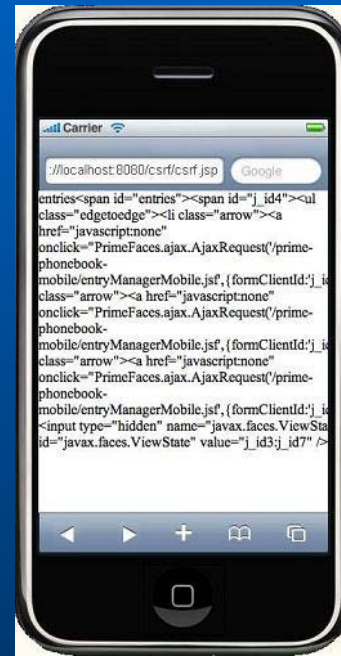 Carrier
://localhost:8080/csrf/csrf.jsp
Google
entries<span id="entries"><span id="j_id4"><ul
class="edgetoedge"><li class="arrow"><a
href="javascript:none"
onclick="PrimeFaces.ajax.AjaxRequest('/prime-
phonebook-
mobile/entryManagerMobile.jsf',{formClientId:'j_id
class="arrow"><a href="javascript:none"
onclick="PrimeFaces.ajax.AjaxRequest('/prime-
phonebook-
mobile/entryManagerMobile.jsf',{formClientId:'j_id
class="arrow"><a href="javascript:none"
onclick="PrimeFaces.ajax.AjaxRequest('/prime-
phonebook-
mobile/entryManagerMobile.jsf',{formClientId:'j_id
<input type="hidden" name="javax.faces.ViewSta
id="javax.faces.ViewState" value="j_id3:j_id7" />